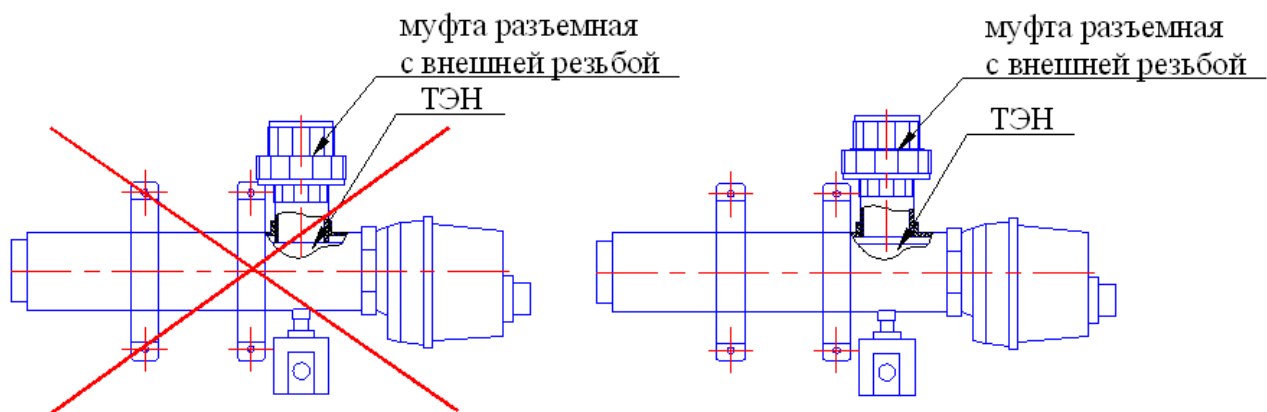 муфта разъемная
с внешней резьбой
ТЭН
муфта разъемная
с внешней резьбой
ТЭН